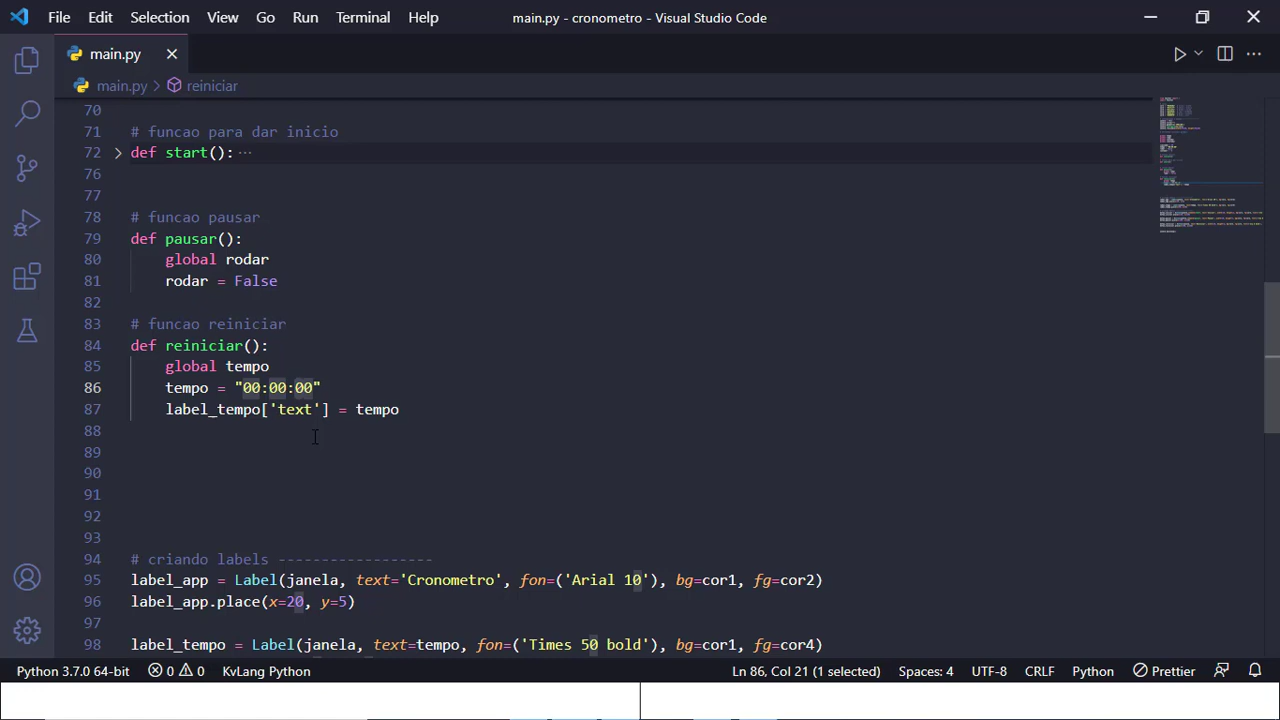 File Edit Selection View Go Run Terminal Help main.py - cronometro - Visual Studio Code
main.py
main.py > reiniciar
70
71 # funcao para dar inicio
72 def start(): ...
76
77
78 # funcao pausar
79 def pausar():
80 global rodar
81 rodar = False
82
83 # funcao reiniciar
84 def reiniciar():
85 global tempo
86 tempo = "00:00:00"
87 label_tempo['text'] = tempo
88
89
90
91
92
93
94 # criando labels ------------------
95 label_app = Label(janela, text='Cronometro', fon=('Arial 10'), bg=cor1, fg=cor2)
96 label_app.place(x=20, y=5)
97
98 label_tempo = Label(janela, text=tempo, fon=('Times 50 bold'), bg=cor1, fg=cor4)
Python 3.7.0 64-bit 0 0 KvLang Python Ln 86, Col 21 (1 selected) Spaces: 4 UTF-8 CRLF Python Prettier